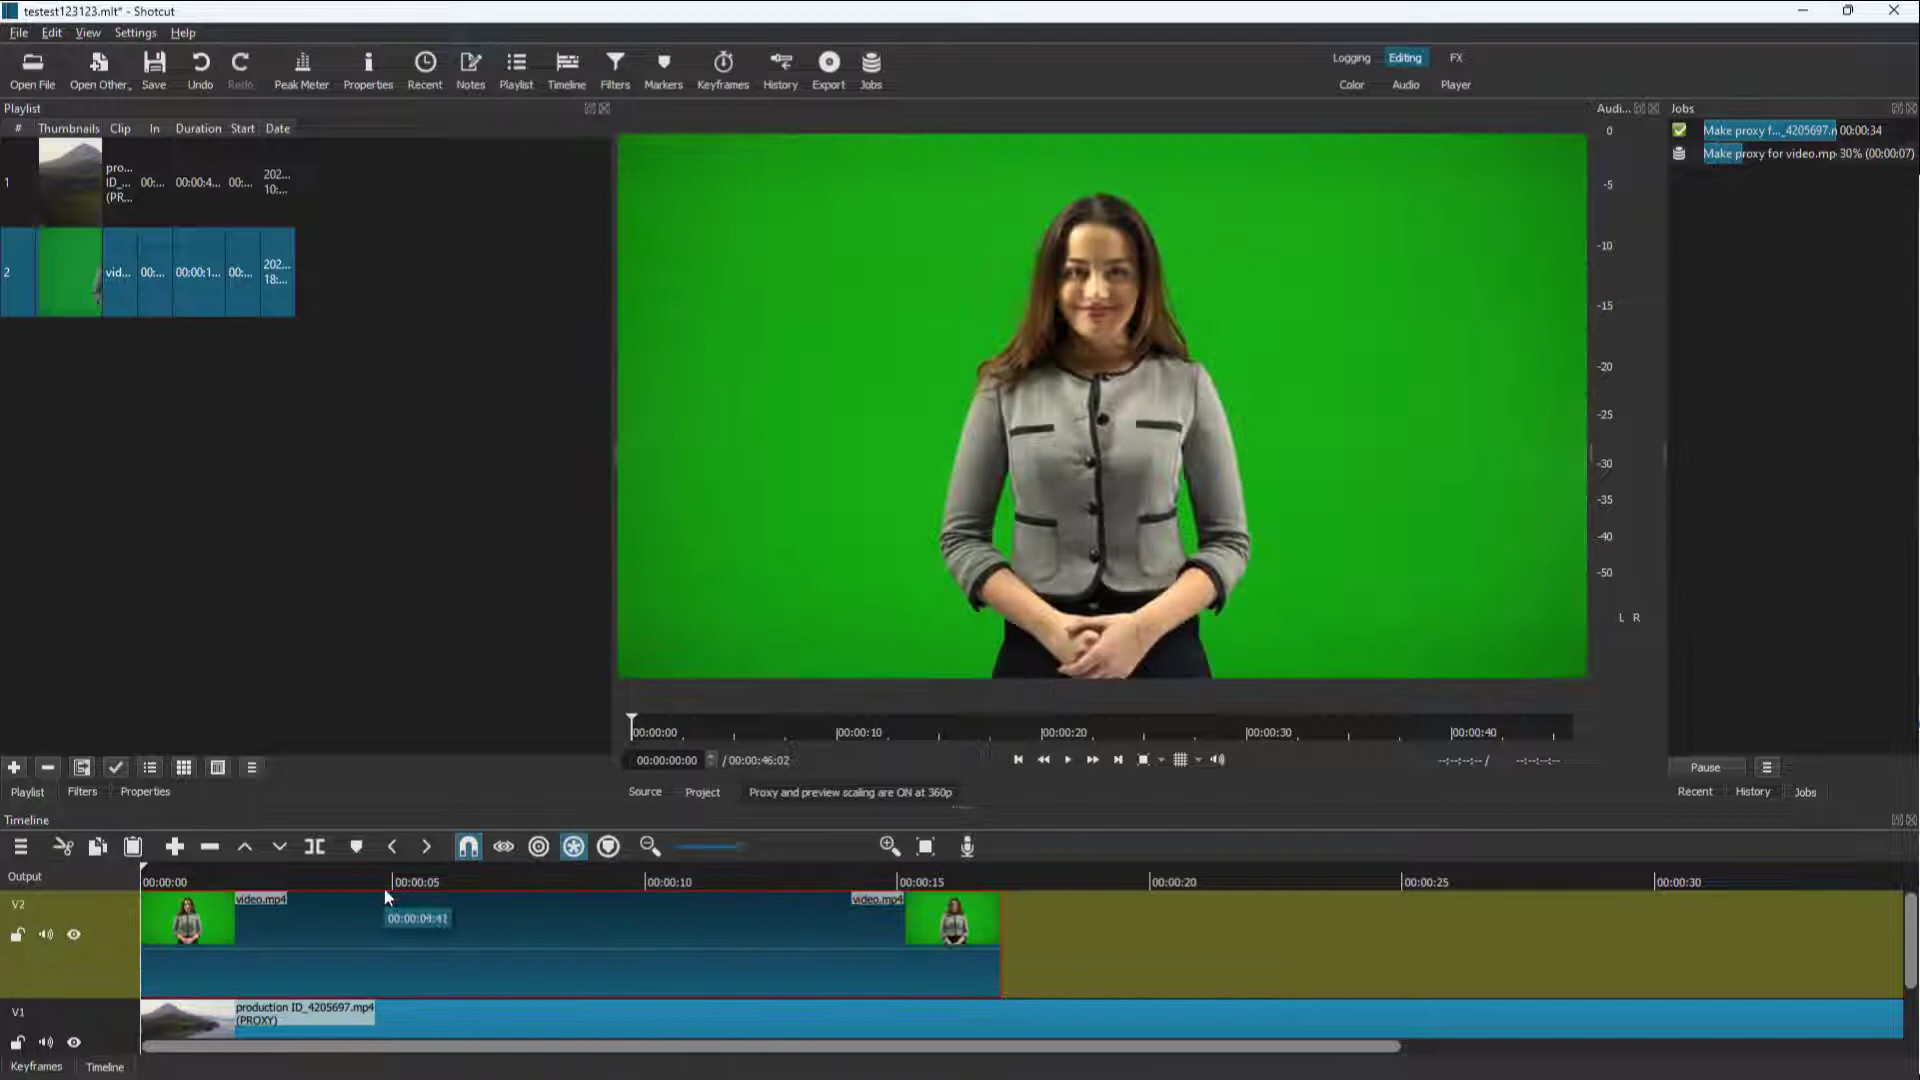 testest123123.mlt* - Shotcut
File Edit View Settings Help
Open File Open Other... Save Undo Redo Peak Meter Properties Recent Notes Playlist Timeline Filters Markers Keyframes History Export Jobs
Logging Editing FX
Color Audio Player
Playlist
# Thumbnails Clip In Duration Start Date
1 pro... ID_... (PR... 00:... 00:00:4... 00:... 202... 10:...
2 vid... 00:... 00:00:1... 00:... 202... 18:...
Audi...
0
-5
-10
-15
-20
-25
-30
-35
-40
-50
L R
Jobs
Make proxy f..._4205697.n 00:00:34
Make proxy for video.mp 30% (00:00:07)
00:00:00 00:00:10 00:00:20 00:00:30 00:00:40
00:00:00:00 / 00:00:46:02 --:--:--:-- / --:--:--:--
Source Project Proxy and preview scaling are ON at 360p
Pause
Recent History Jobs
Playlist Filters Properties
Timeline
Output
00:00:00 00:00:05 00:00:10 00:00:15 00:00:20 00:00:25 00:00:30
V2
video.mp4 video.mp4
V1
production ID_4205697.mp4
(PROXY)
Keyframes Timeline